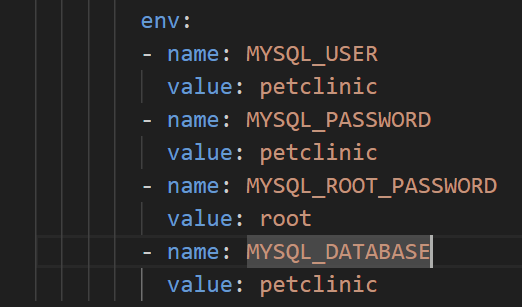 env:
- name: MYSQL_USER
value: petclinic
- name: MYSQL_PASSWORD
value: petclinic
- name: MYSQL_ROOT_PASSWORD
value: root
- name: MYSQL_DATABASE
value: petclinic